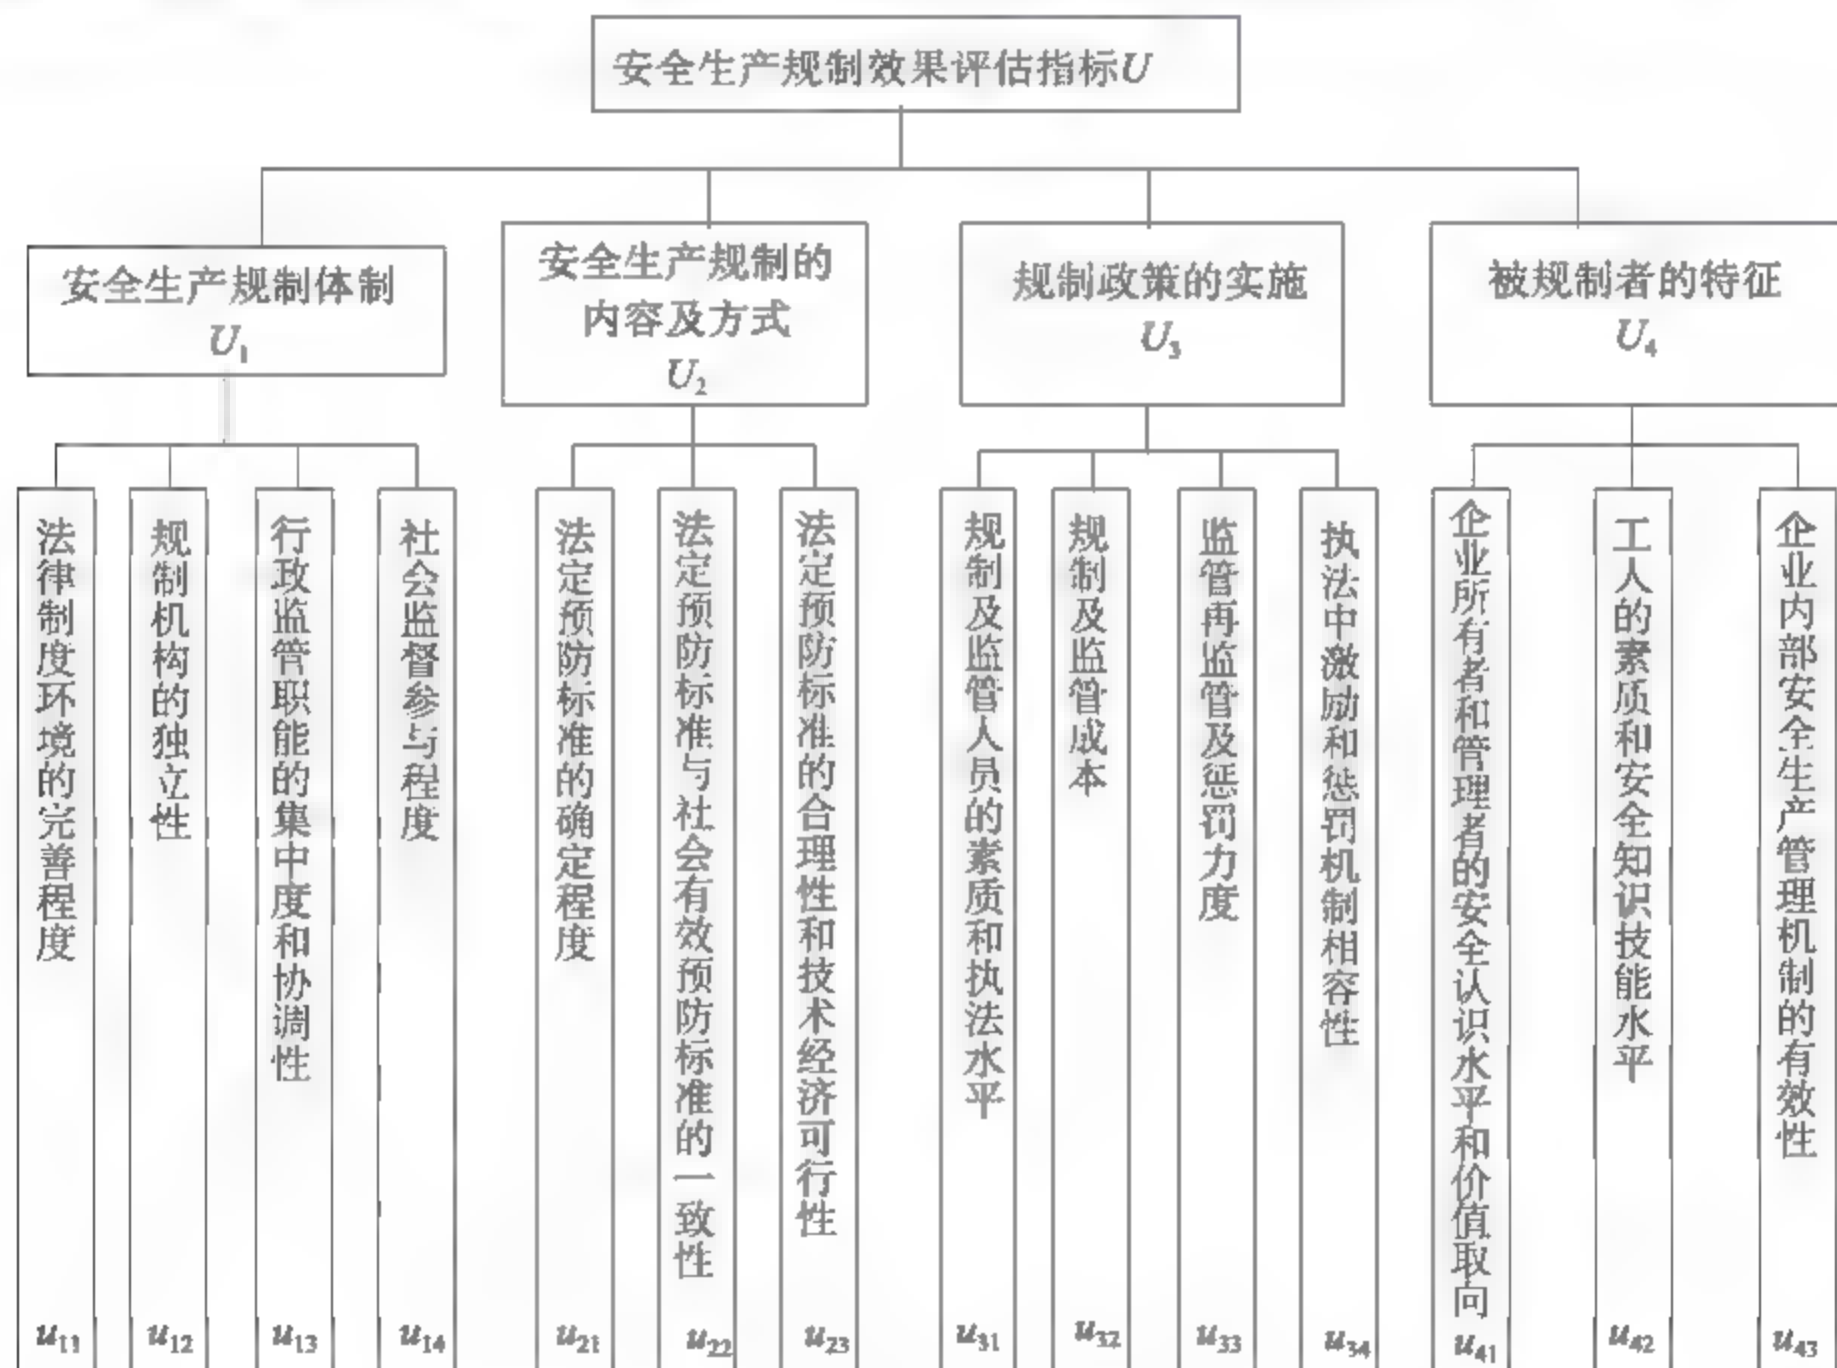 安全生产规制效果评估指标U
安全生产规制体制
U₁
安全生产规制的
内容及方式
U₂
规制政策的实施
U₃
被规制者的特征
U₄
法律制度环境的完善程度
u₁₁
规制机构的独立性
u₁₂
行政监管职能的集中度和协调性
u₁₃
社会监督参与程度
u₁₄
法定预防标准的确定程度
u₂₁
法定预防标准与社会有效预防标准的一致性
u₂₂
法定预防标准的合理性和技术经济可行性
u₂₃
规制及监管人员的素质和执法水平
u₃₁
规制及监管成本
u₃₂
监管再监管及惩罚力度
u₃₃
执法中激励和惩罚机制相容性
u₃₄
企业所有者和管理者的安全认识水平和价值取向
u₄₁
工人的素质和安全知识技能水平
u₄₂
企业内部安全生产管理机制的有效性
u₄₃